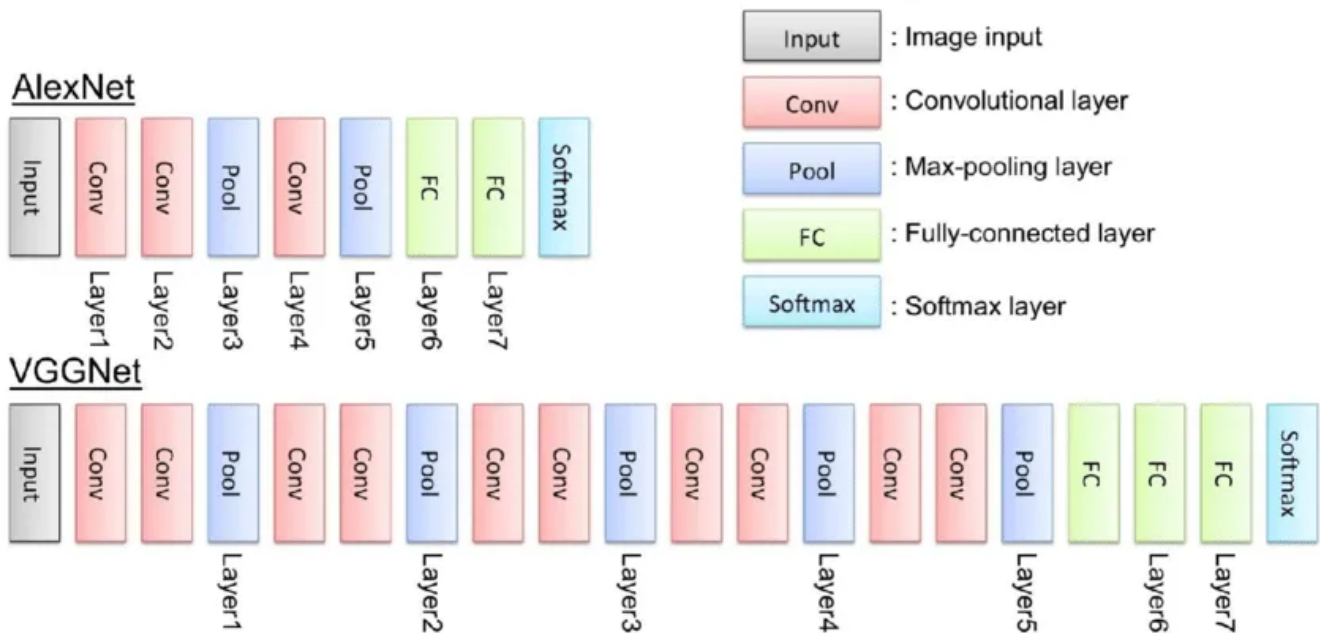 Input : Image input
AlexNet
Conv : Convolutional layer
Input Conv Conv Pool Conv Pool FC FC Softmax
Pool : Max-pooling layer
FC : Fully-connected layer
Softmax : Softmax layer
Layer1 Layer2 Layer3 Layer4 Layer5 Layer6 Layer7
VGGNet
Input Conv Conv Pool Conv Conv Pool Conv Conv Pool Conv Conv Pool Conv Conv Pool FC FC FC Softmax
Layer1 Layer2 Layer3 Layer4 Layer5 Layer6 Layer7